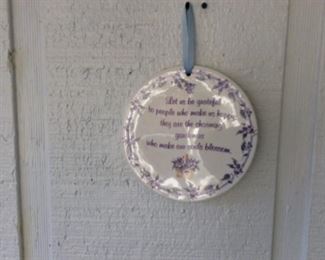 Let us be grateful
to people who make us happy,
they are the charming
gardeners
who make our souls blossom.